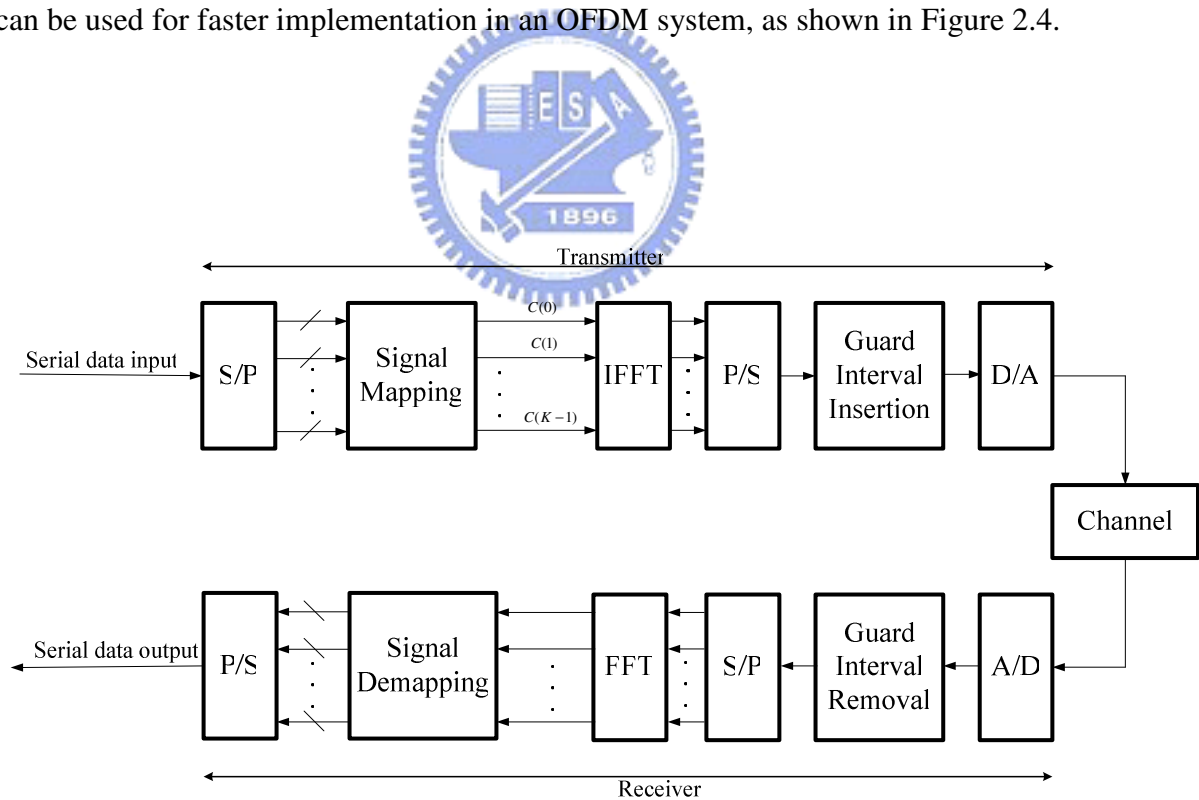 can be used for faster implementation in an OFDM system, as shown in Figure 2.4.
E S A
1896
Transmitter
Serial data input
S/P
Signal
Mapping
C(0)
C(1)
C(K−1)
IFFT
P/S
Guard
Interval
Insertion
D/A
Channel
Serial data output
P/S
Signal
Demapping
FFT
S/P
Guard
Interval
Removal
A/D
Receiver